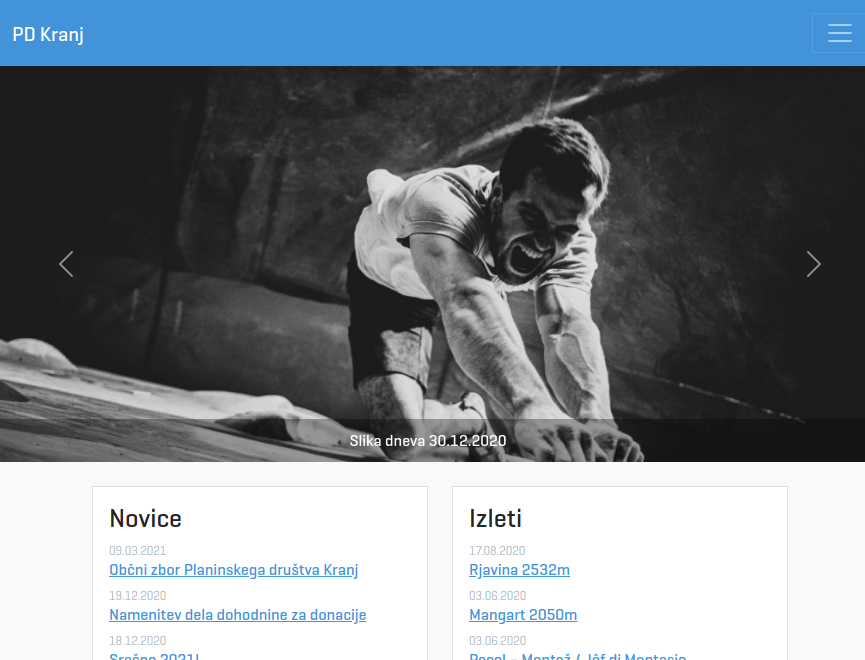 PD Kranj
Slika dneva 30.12.2020
Novice
09.03.2021
Občni zbor Planinskega društva Kranj
19.12.2020
Namenitev dela dohodnine za donacije
18.12.2020
Srečno 2021!
Izleti
17.08.2020
Rjavina 2532m
03.06.2020
Mangart 2050m
03.06.2020